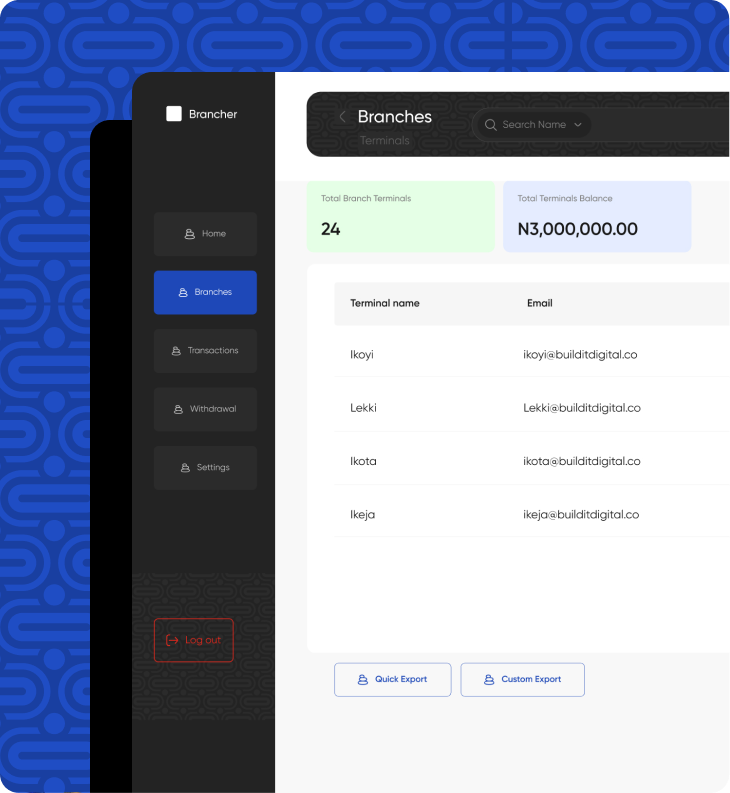 Brancher
Home
Branches
Transactions
Withdrawal
Settings
Log out
Branches
Terminals
Search Name
Total Branch Terminals
24
Total Terminals Balance
N3,000,000.00
Terminal name Email
Ikoyi ikoyi@builditdigital.co
Lekki Lekki@builditdigital.co
Ikota ikota@builditdigital.co
Ikeja ikeja@builditdigital.co
Quick Export
Custom Export